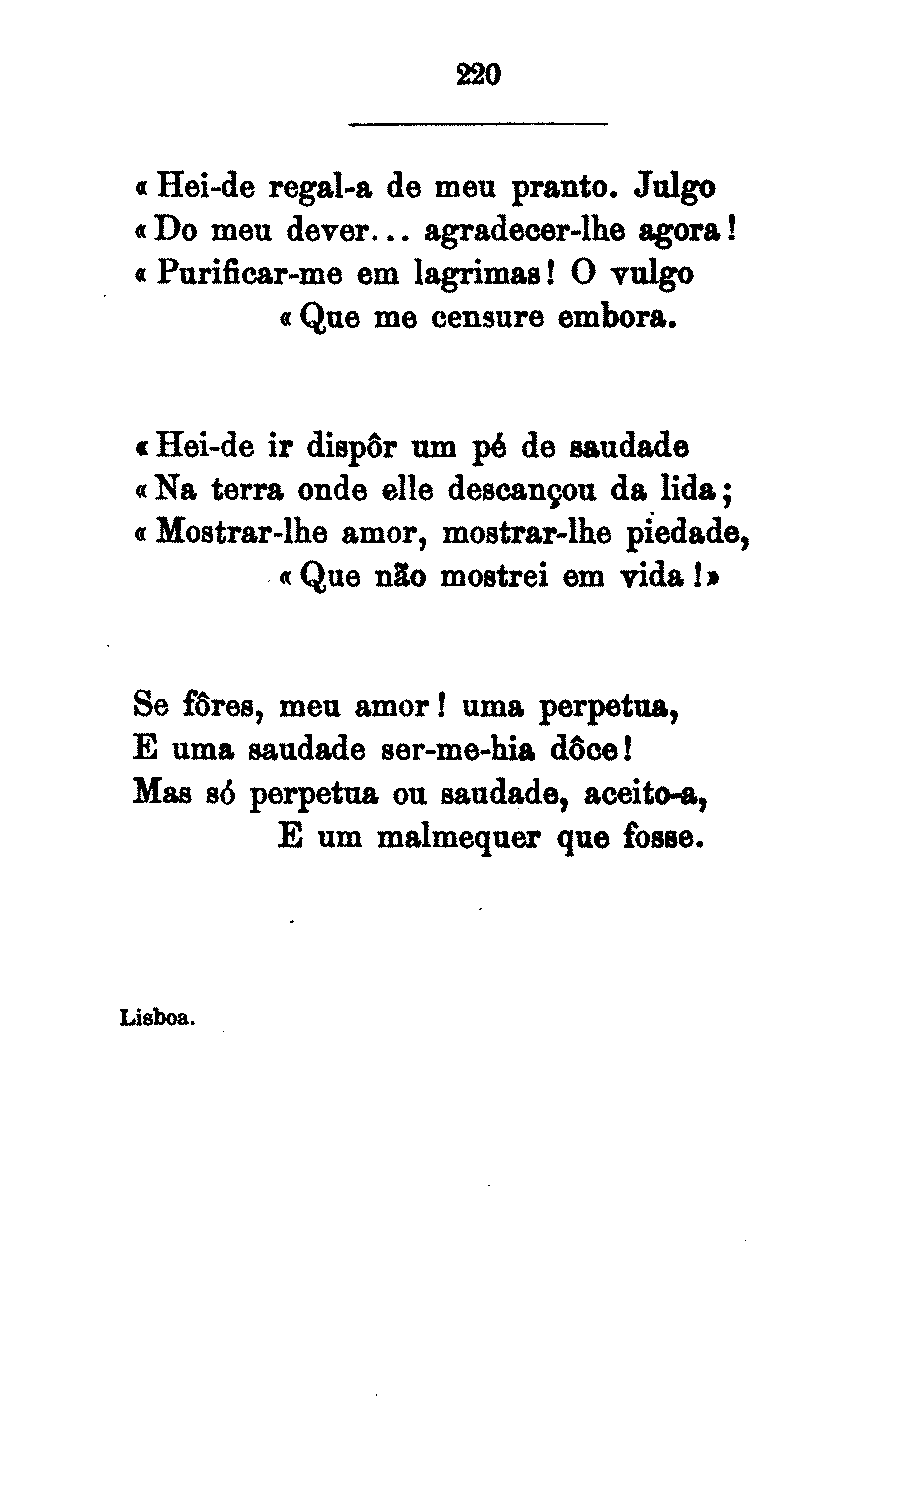 220
« Hei-de regal-a de meu pranto. Julgo
« Do meu dever... agradecer-lhe agora!
« Purificar-me em lagrimas! O vulgo
« Que me censure embora.
« Hei-de ir dispôr um pé de saudade
« Na terra onde elle descançou da lida;
« Mostrar-lhe amor, mostrar-lhe piedade,
« Que não mostrei em vida!»
Se fôres, meu amor! uma perpetua,
E uma saudade ser-me-hia dôce!
Mas só perpetua ou saudade, aceito-a,
E um malmequer que fosse.
Lisboa.